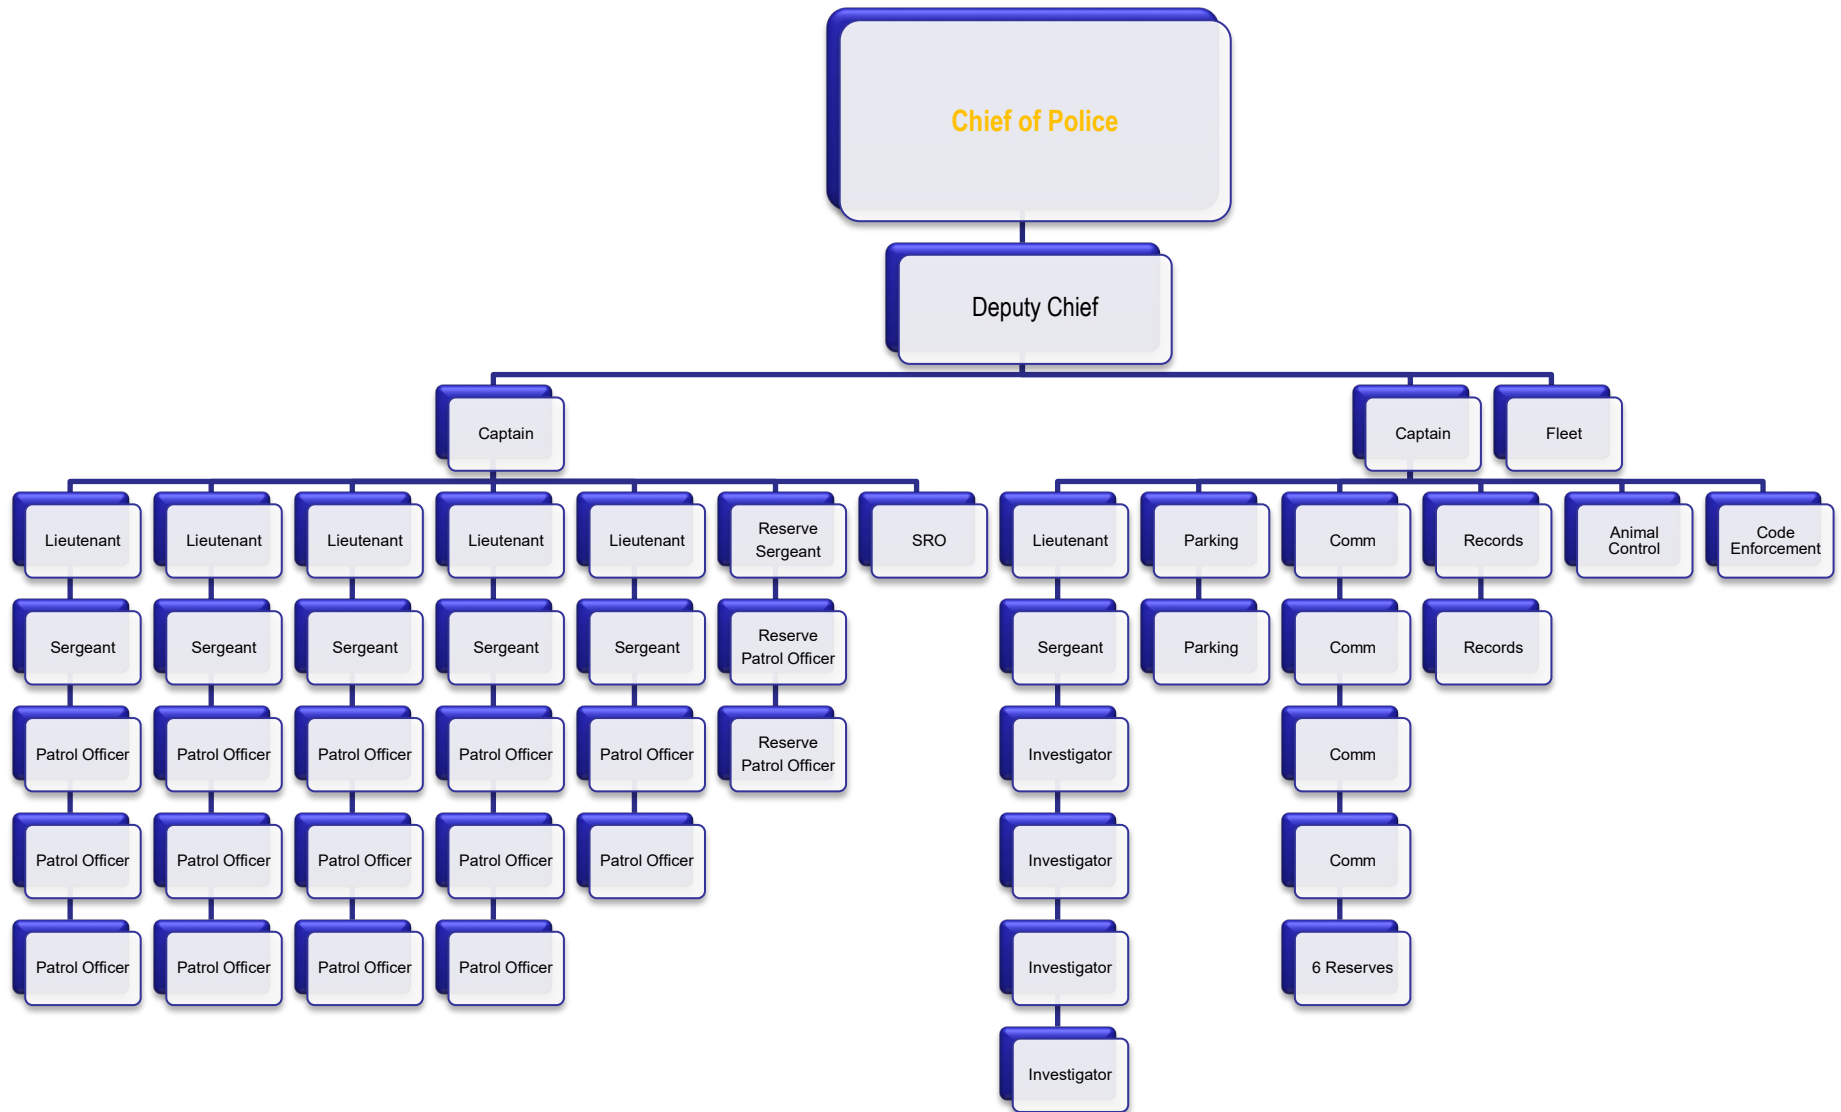 Chief of Police
Deputy Chief
Captain
Captain
Fleet
Lieutenant
Lieutenant
Lieutenant
Lieutenant
Lieutenant
Reserve
Sergeant
SRO
Lieutenant
Parking
Comm
Records
Animal
Control
Code
Enforcement
Sergeant
Sergeant
Sergeant
Sergeant
Sergeant
Reserve
Patrol Officer
Sergeant
Parking
Comm
Records
Patrol Officer
Patrol Officer
Patrol Officer
Patrol Officer
Patrol Officer
Reserve
Patrol Officer
Investigator
Comm
Patrol Officer
Patrol Officer
Patrol Officer
Patrol Officer
Patrol Officer
Investigator
Comm
Patrol Officer
Patrol Officer
Patrol Officer
Patrol Officer
Investigator
6 Reserves
Investigator